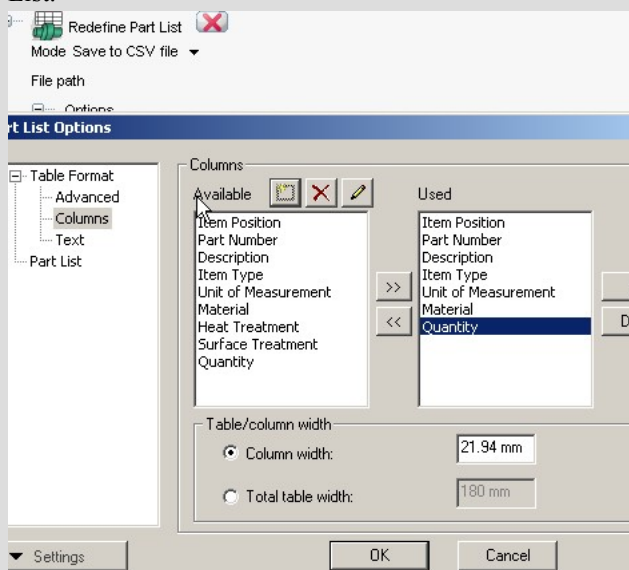 List.
Redefine Part List
Mode Save to CSV file
File path
Options
rt List Options
Table Format
Advanced
Columns
Text
Part List
Columns
Available
Used
Item Position
Part Number
Description
Item Type
Unit of Measurement
Material
Heat Treatment
Surface Treatment
Quantity
>>
<<
Item Position
Part Number
Description
Item Type
Unit of Measurement
Material
Quantity
D
Table/column width
Column width:
21.94 mm
Total table width:
180 mm
Settings
OK
Cancel